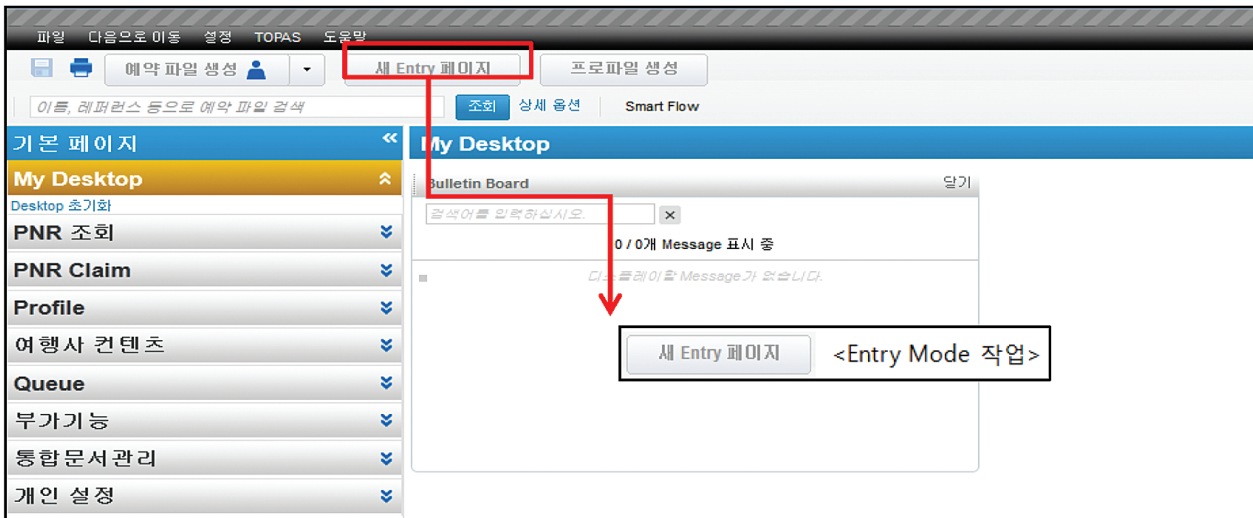 파일 다음으로 이동 설정 TOPAS 도움말
예약 파일 생성 새 Entry 페이지 프로파일 생성
이름, 레퍼런스 등으로 예약 파일 검색 조회 상세 옵션 Smart Flow
기본 페이지 My Desktop
My Desktop Bulletin Board 닫기
Desktop 초기화
검색어를 입력하십시오.
PNR 조회 0 / 0개 Message 표시 중
PNR Claim 디스플레이할 Message가 없습니다.
Profile
여행사 컨텐츠 새 Entry 페이지 <Entry Mode 작업>
Queue
부가기능
통합문서관리
개인 설정